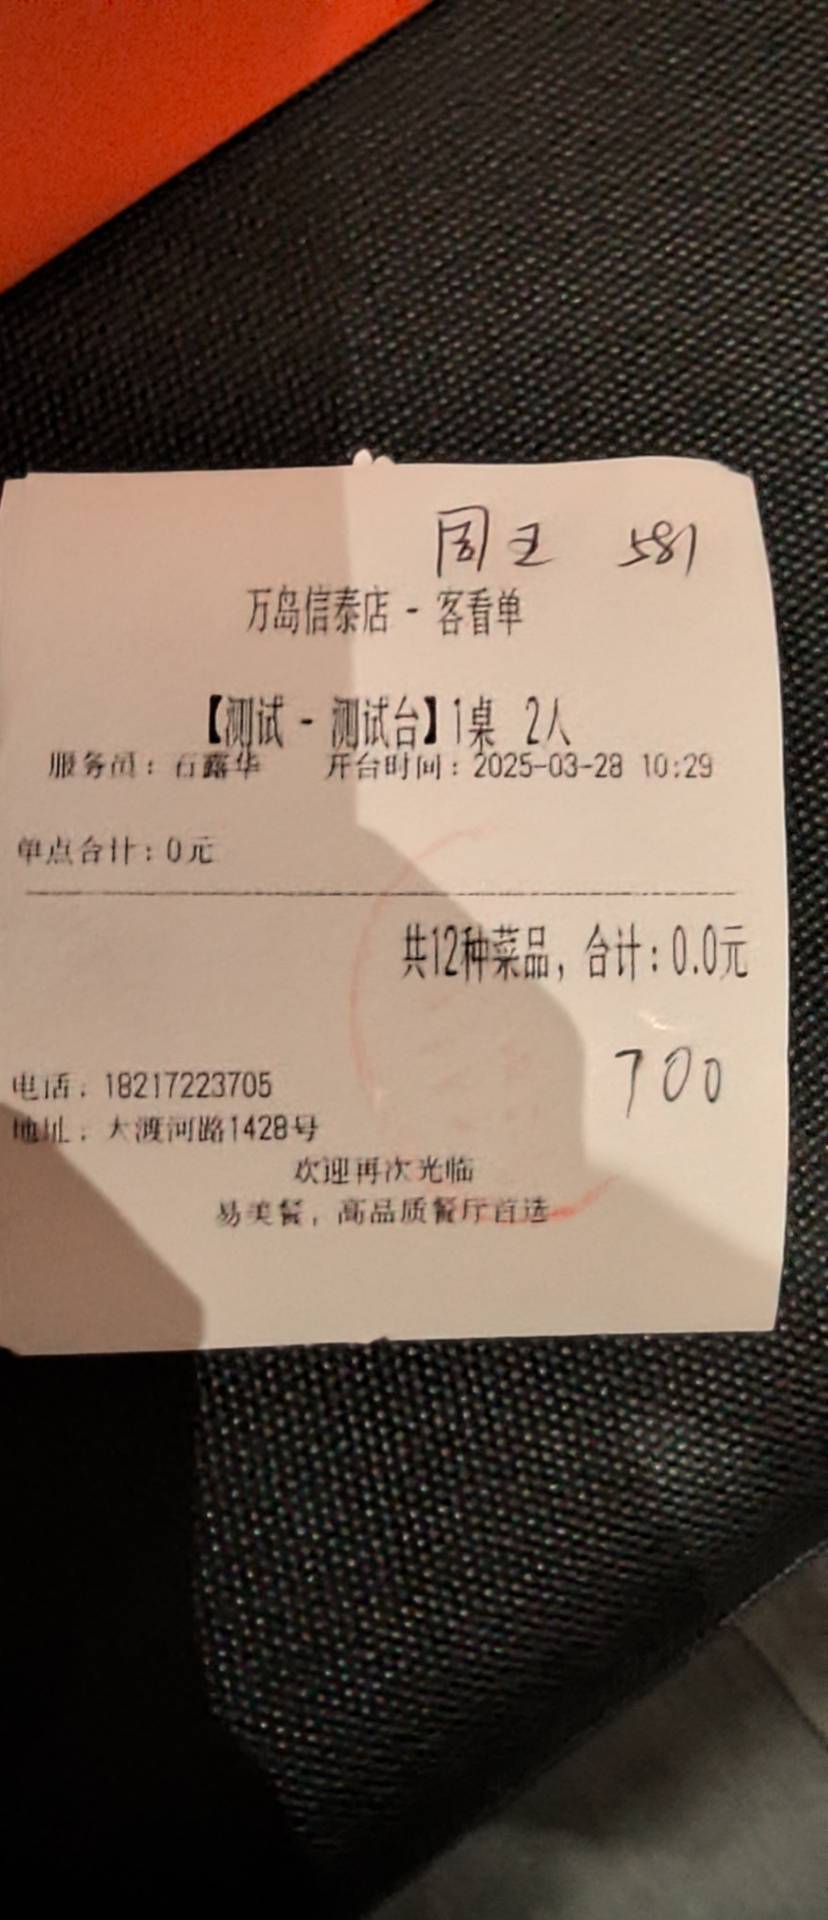 周王 581
万岛信泰店 - 客看单
【测试 - 测试台】1桌 2人
服务员：石露华 开台时间：2025-03-28 10:29
单点合计：0元
共12种菜品，合计：0.0元
700
电话：18217223705
地址：大渡河路1428号
欢迎再次光临
易美餐，高品质餐厅首选